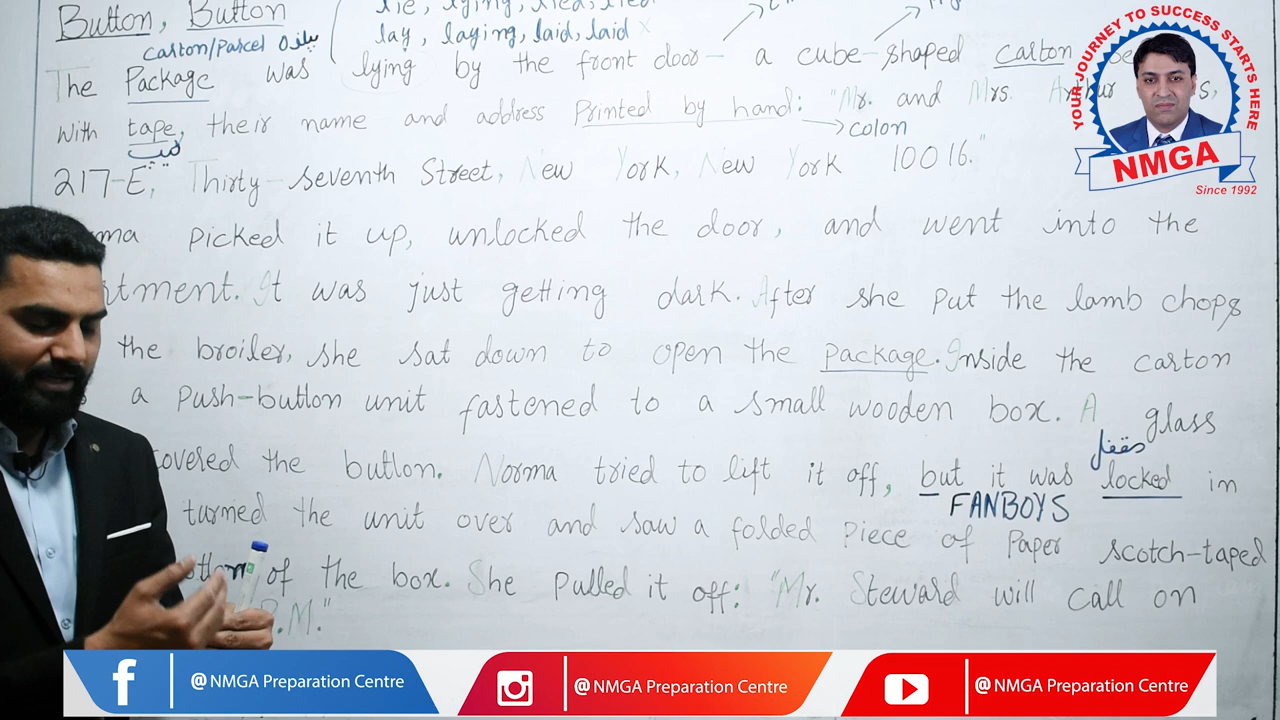 Button, Button
lay, laying, laid, laid x
carton/Parcel
The Package was lying by the front door- a cube-shaped carton
with tape, their name and address Printed by hand: "Mr. and Mrs.
→ colon
217-E, Thirty-seventh Street, New York, New York 10016."
picked it up, unlocked the door, and went into the
rtment. It was just getting dark. After she put the lamb chops
the broiler, she sat down to open the package. Inside the carton
a push-button unit fastened to a small wooden box. A glass
covered the button. Norma tried to lift it off, but it was locked in
FANBOYS
turned the unit over and saw a folded Piece of Paper scotch-taped
of the box. She pulled it off: "Mr. Steward will call on
P.M."
YOUR JOURNEY TO SUCCESS STARTS HERE
NMGA
Since 1992
@NMGA Preparation Centre
@NMGA Preparation Centre
@NMGA Preparation Centre